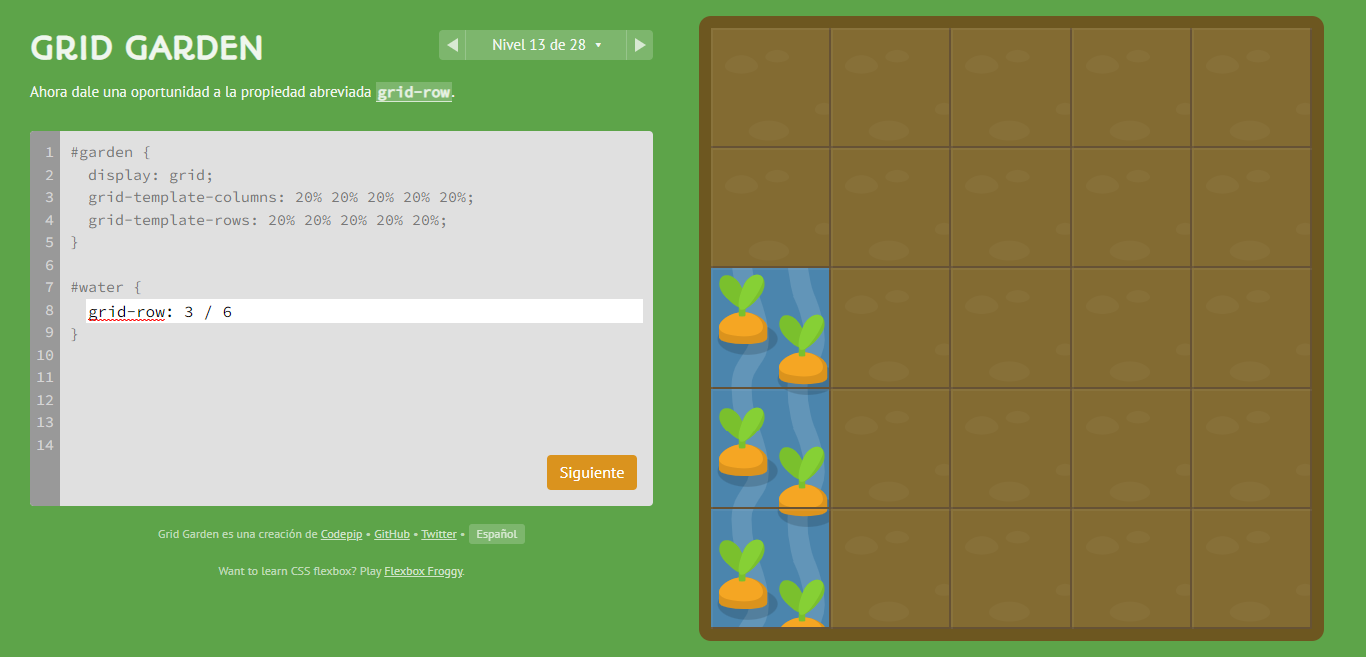 GRID GARDEN
◀ Nivel 13 de 28 ▾ ▶
Ahora dale una oportunidad a la propiedad abreviada grid-row.
1 #garden {
2 display: grid;
3 grid-template-columns: 20% 20% 20% 20% 20%;
4 grid-template-rows: 20% 20% 20% 20% 20%;
5 }
6
7 #water {
8 grid-row: 3 / 6
9 }
10
11
12
13
14
Siguiente
Grid Garden es una creación de Codepip • GitHub • Twitter • Español
Want to learn CSS flexbox? Play Flexbox Froggy.